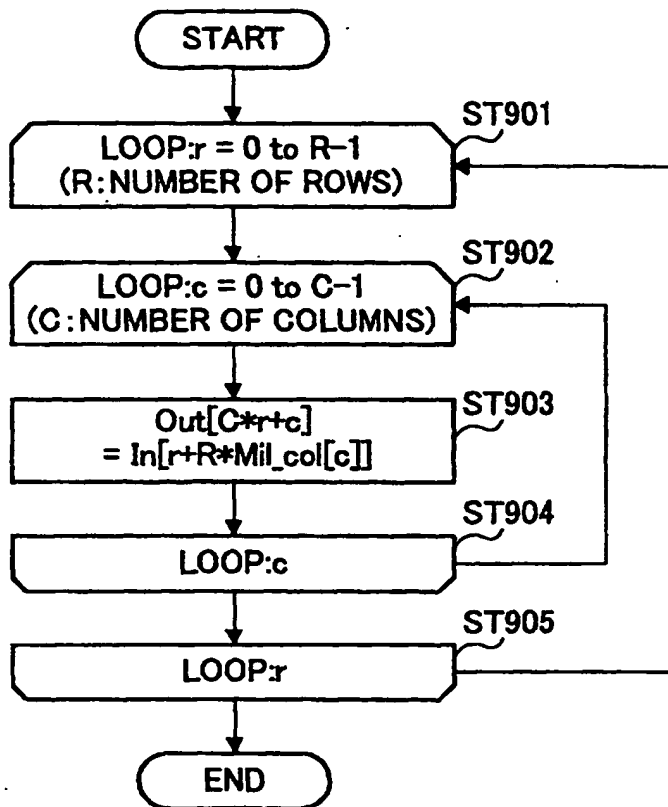 START
ST901
LOOP:r = 0 to R-1
(R:NUMBER OF ROWS)
ST902
LOOP:c = 0 to C-1
(C:NUMBER OF COLUMNS)
ST903
Out[C*r+c]
= In[r+R*Mil_col[c]]
ST904
LOOP:c
ST905
LOOP:r
END